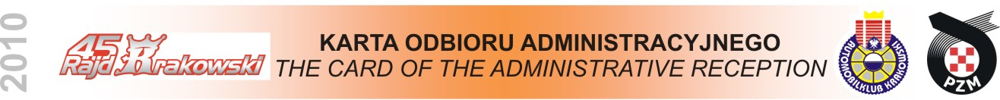 2010
45
Rajd Krakowski
KARTA ODBIORU ADMINISTRACYJNEGO
THE CARD OF THE ADMINISTRATIVE RECEPTION
AUTOMOBILKLUB KRAKOWSKI
PZM